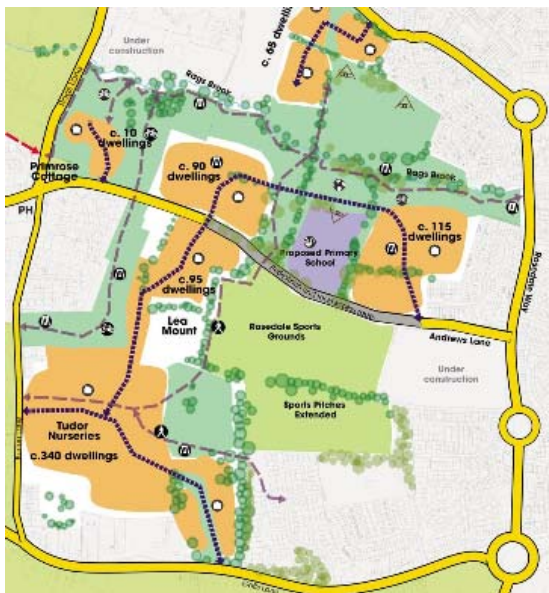 Under
construction
c. 65 dwellings
Rags Brook
c. 10
dwellings
Primrose
Cottage
c. 90
dwellings
Rags Brook
PH
c. 115
dwellings
Proposed Primary
School
Rosedale Way
c.95
dwellings
Lea
Mount
Rosedale Sports
Grounds
Andrews Lane
Under
construction
Sports Pitches
Extended
Tudor
Nurseries
c.340 dwellings